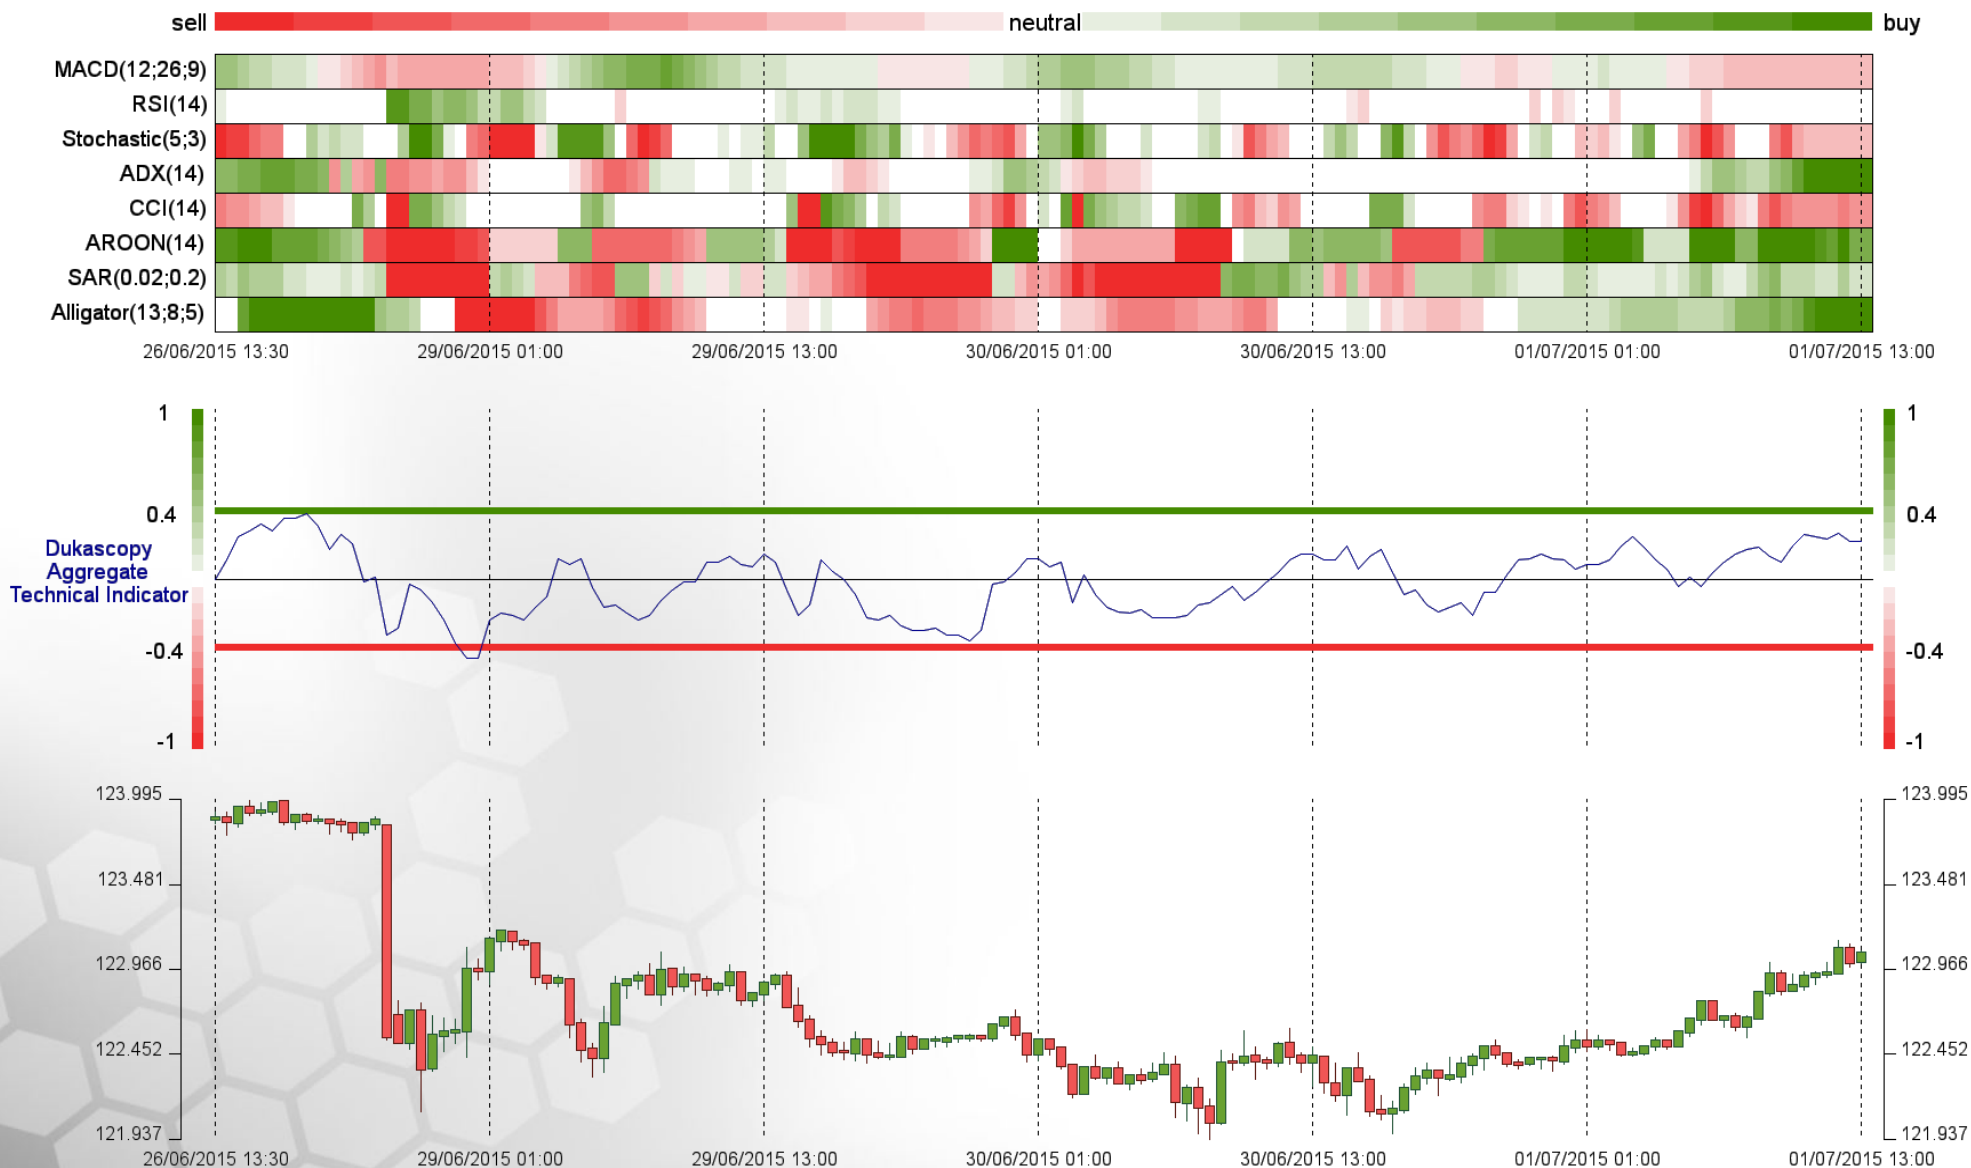 sell neutral buy
MACD(12;26;9)
RSI(14)
Stochastic(5;3)
ADX(14)
CCI(14)
AROON(14)
SAR(0.02;0.2)
Alligator(13;8;5)
26/06/2015 13:30 29/06/2015 01:00 29/06/2015 13:00 30/06/2015 01:00 30/06/2015 13:00 01/07/2015 01:00 01/07/2015 13:00
1 1
0.4 0.4
Dukascopy
Aggregate
Technical Indicator
-0.4 -0.4
-1 -1
123.995 123.995
123.481 123.481
122.966 122.966
122.452 122.452
121.937 121.937
26/06/2015 13:30 29/06/2015 01:00 29/06/2015 13:00 30/06/2015 01:00 30/06/2015 13:00 01/07/2015 01:00 01/07/2015 13:00